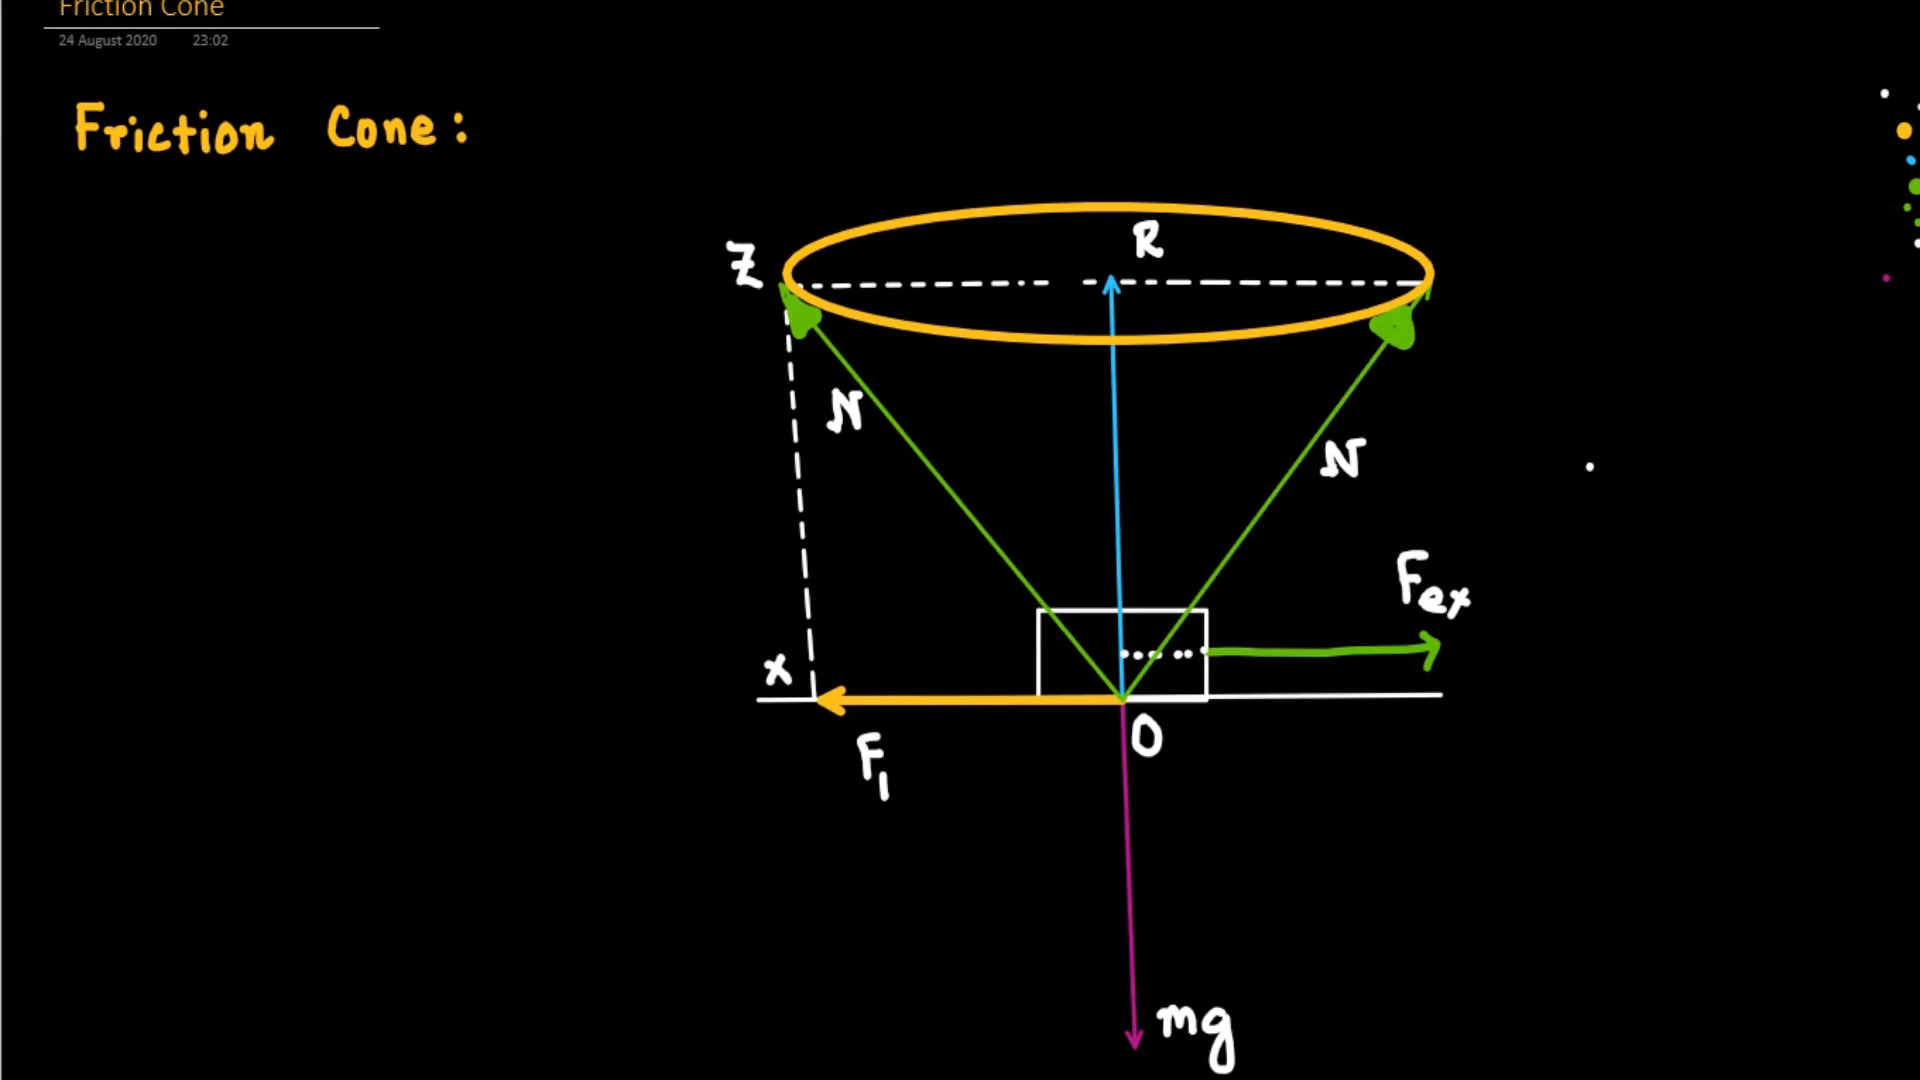 Friction Cone
24 August 2020 23:02
Friction Cone:
R
Z
N
N
Fex
x
O
F1
mg